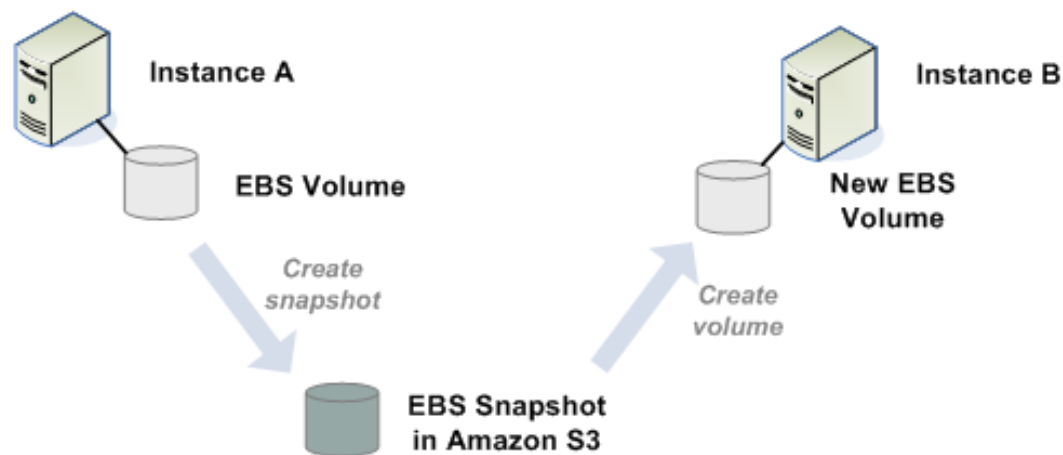 Instance A
EBS Volume
Create
snapshot
EBS Snapshot
in Amazon S3
Create
volume
Instance B
New EBS
Volume